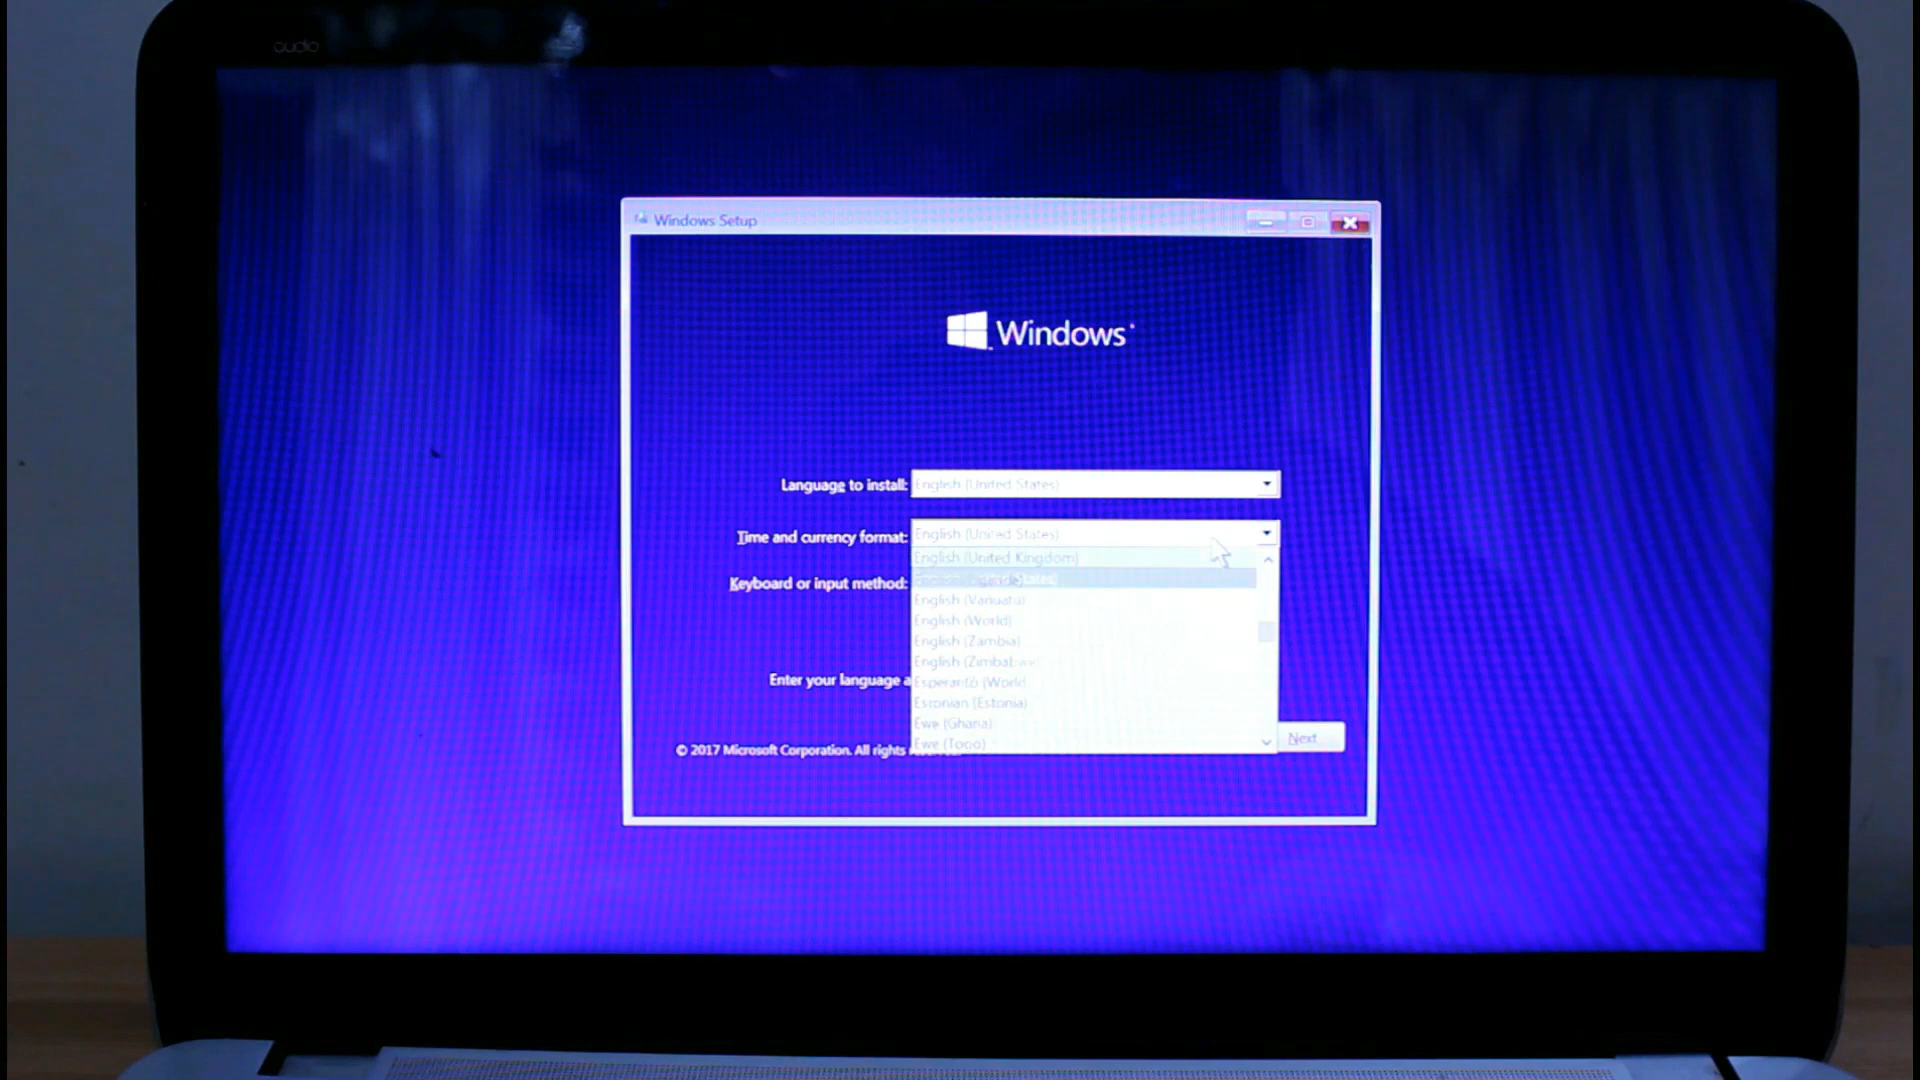 audio
Windows Setup
Windows
Language to install: English (United States)
Time and currency format: English (United States)
English (United Kingdom)
Keyboard or input method:
English (Vanuatu)
English (World)
English (Zambia)
English (Zimbabwe)
Enter your language a
Esperanto (World
Estonian (Estonia)
Ewe (Ghana)
Ewe (Togo)
Next
© 2017 Microsoft Corporation. All rights